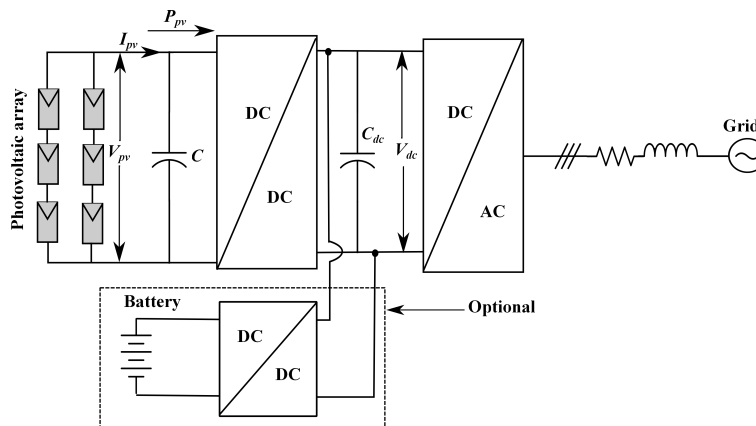 P_pv
I_pv
Photovoltaic array
V_pv
C
DC
DC
C_dc
V_dc
DC
AC
Grid
Battery
DC
DC
Optional